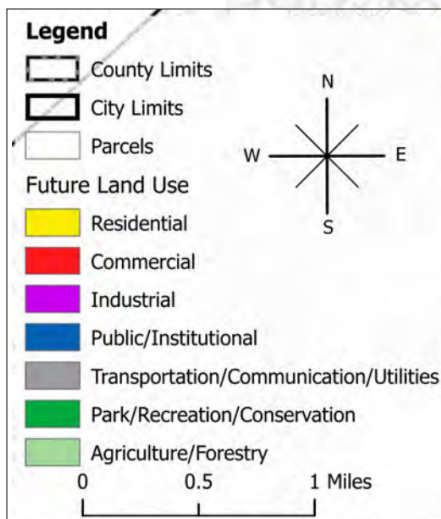 Legend
County Limits
City Limits
Parcels
Future Land Use
Residential
Commercial
Industrial
Public/Institutional
Transportation/Communication/Utilities
Park/Recreation/Conservation
Agriculture/Forestry
0 0.5 1 Miles
N
W E
S